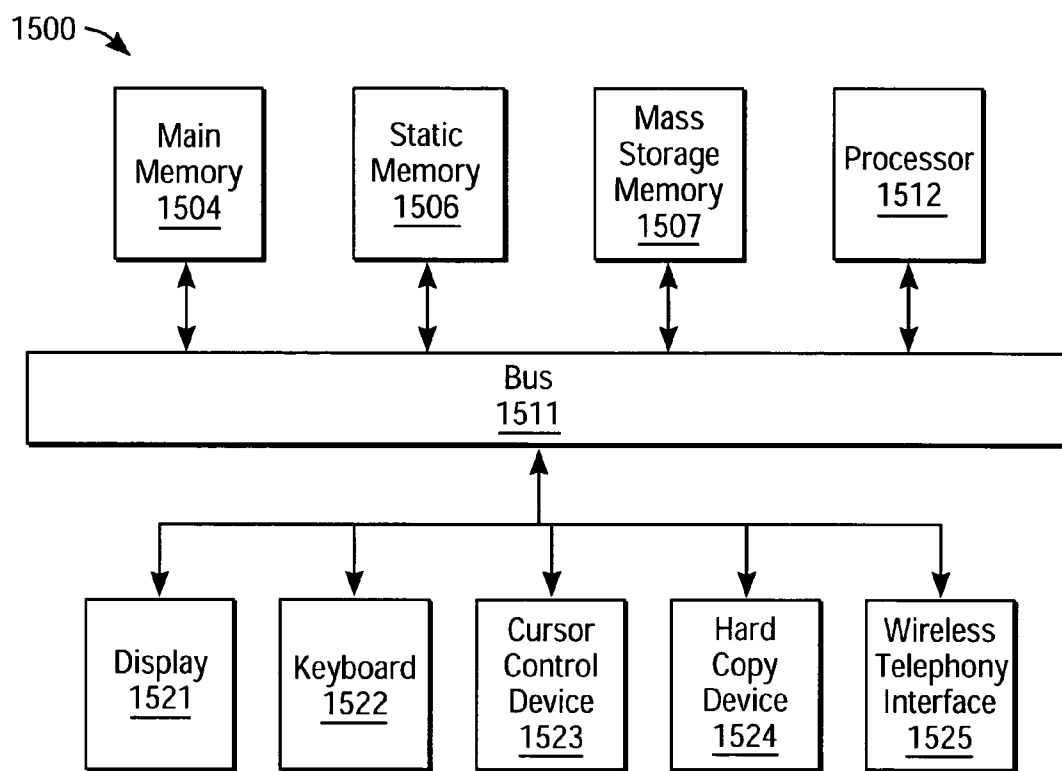 1500
Main
Memory
1504
Static
Memory
1506
Mass
Storage
Memory
1507
Processor
1512
Bus
1511
Display
1521
Keyboard
1522
Cursor
Control
Device
1523
Hard
Copy
Device
1524
Wireless
Telephony
Interface
1525